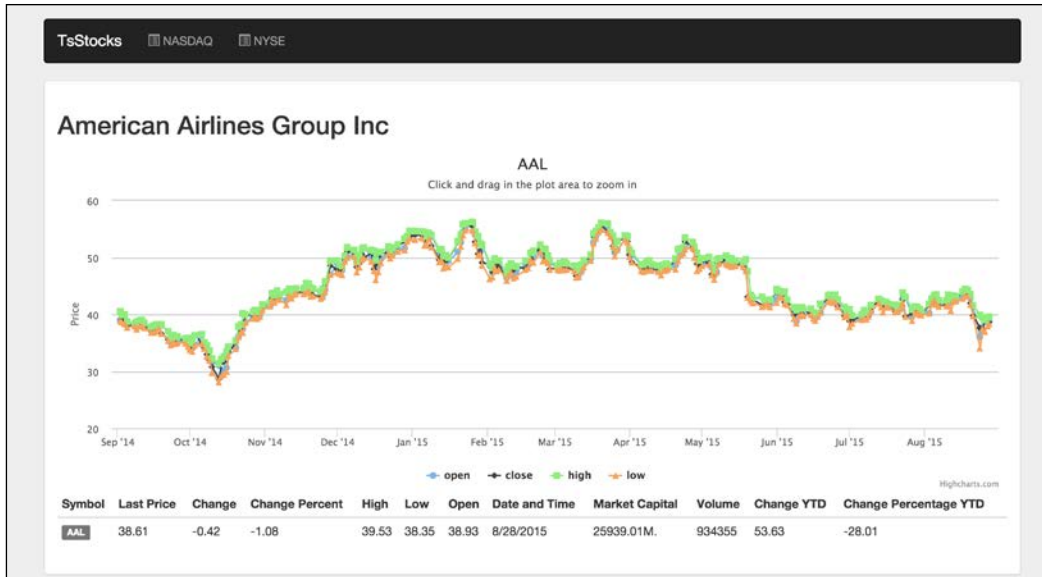 TsStocks NASDAQ NYSE
American Airlines Group Inc
AAL
Click and drag in the plot area to zoom in
60
50
40
30
20
Price
Sep '14 Oct '14 Nov '14 Dec '14 Jan '15 Feb '15 Mar '15 Apr '15 May '15 Jun '15 Jul '15 Aug '15
open close high low
Highcharts.com
Symbol Last Price Change Change Percent High Low Open Date and Time Market Capital Volume Change YTD Change Percentage YTD
AAL 38.61 -0.42 -1.08 39.53 38.35 38.93 8/28/2015 25939.01M. 934355 53.63 -28.01